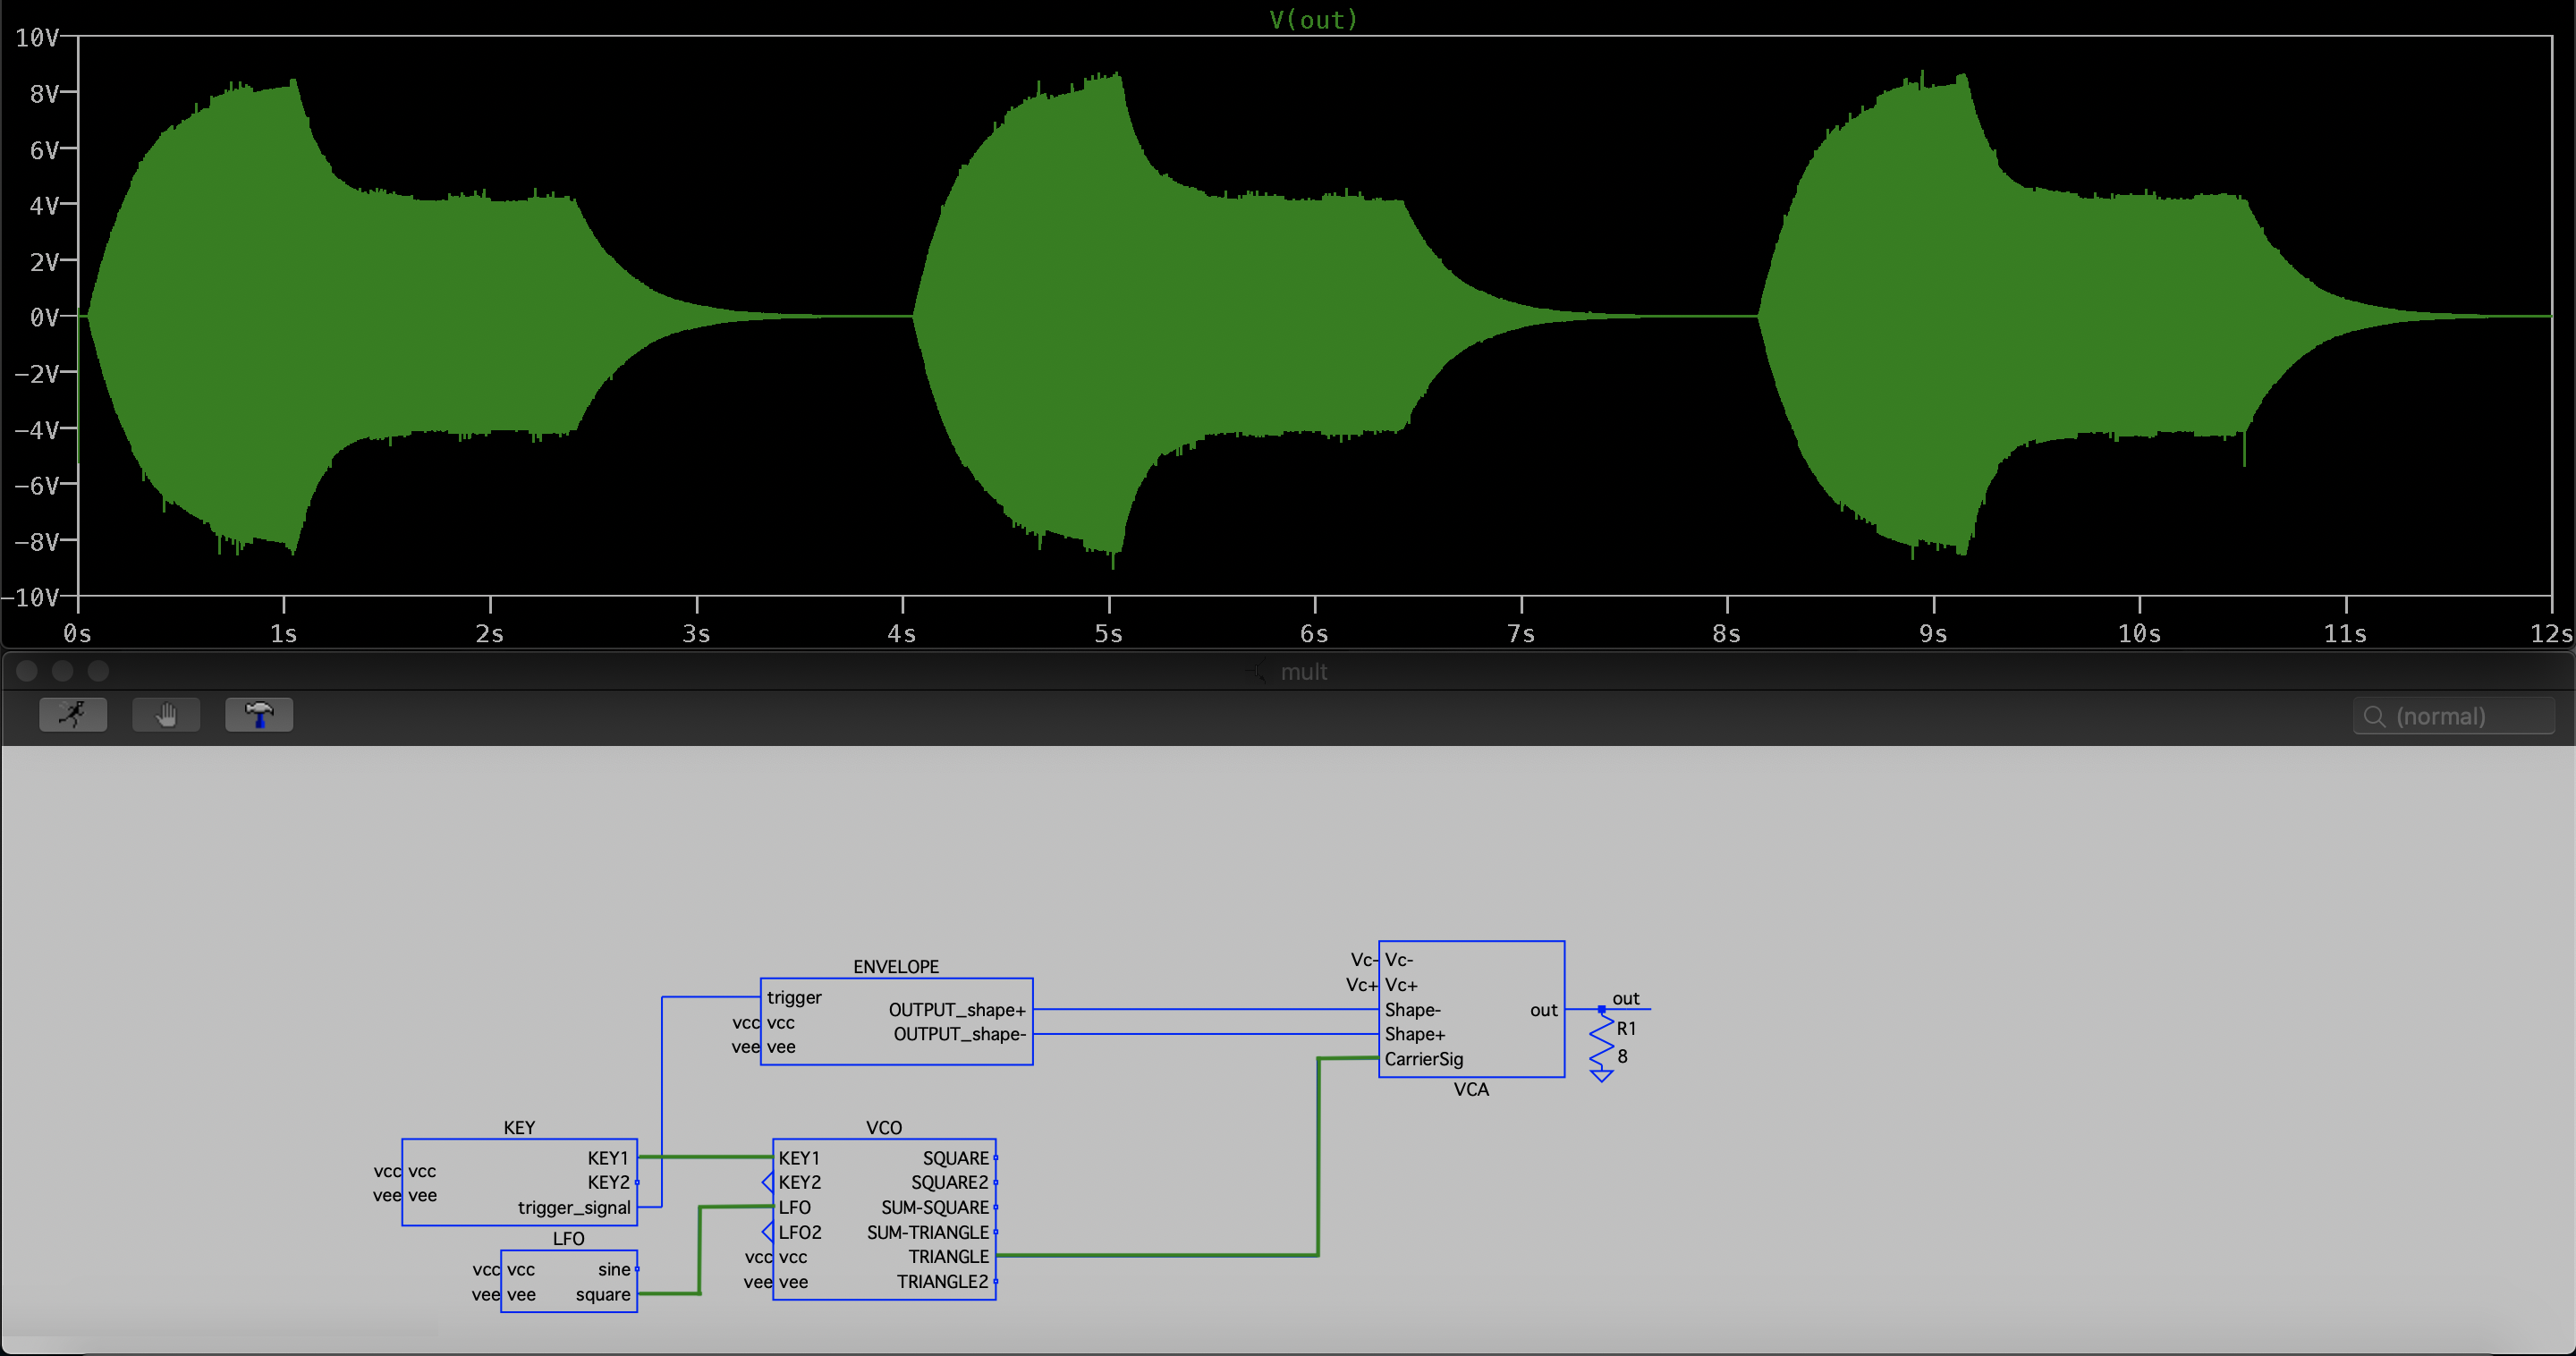 V(out)
10V
8V
6V
4V
2V
0V
-2V
-4V
-6V
-8V
-10V
0s 1s 2s 3s 4s 5s 6s 7s 8s 9s 10s 11s 12s
mult
(normal)
ENVELOPE
trigger
vcc vcc
vee vee
OUTPUT_shape+
OUTPUT_shape-
Vc- Vc-
Vc+ Vc+
Shape-
Shape+
CarrierSig
out
VCA
out
R1
8
KEY
vcc vcc
vee vee
KEY1
KEY2
trigger_signal
LFO
vcc vcc
vee vee
sine
square
VCO
KEY1
KEY2
LFO
LFO2
vcc vcc
vee vee
SQUARE
SQUARE2
SUM-SQUARE
SUM-TRIANGLE
TRIANGLE
TRIANGLE2